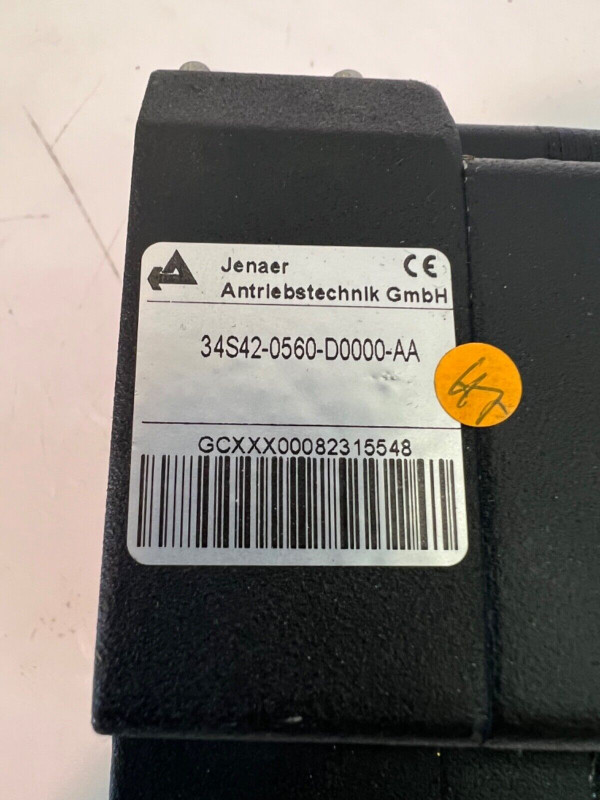 Jenaer
Antriebstechnik GmbH
CE
34S42-0560-D0000-AA
GCXXX00082315548